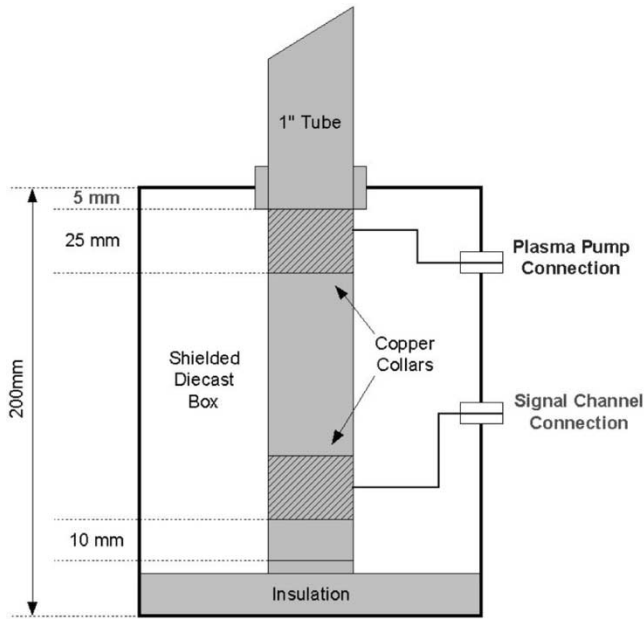 1" Tube
5 mm
25 mm
Plasma Pump
Connection
Copper
Collars
Shielded
Diecast
Box
200mm
Signal Channel
Connection
10 mm
Insulation